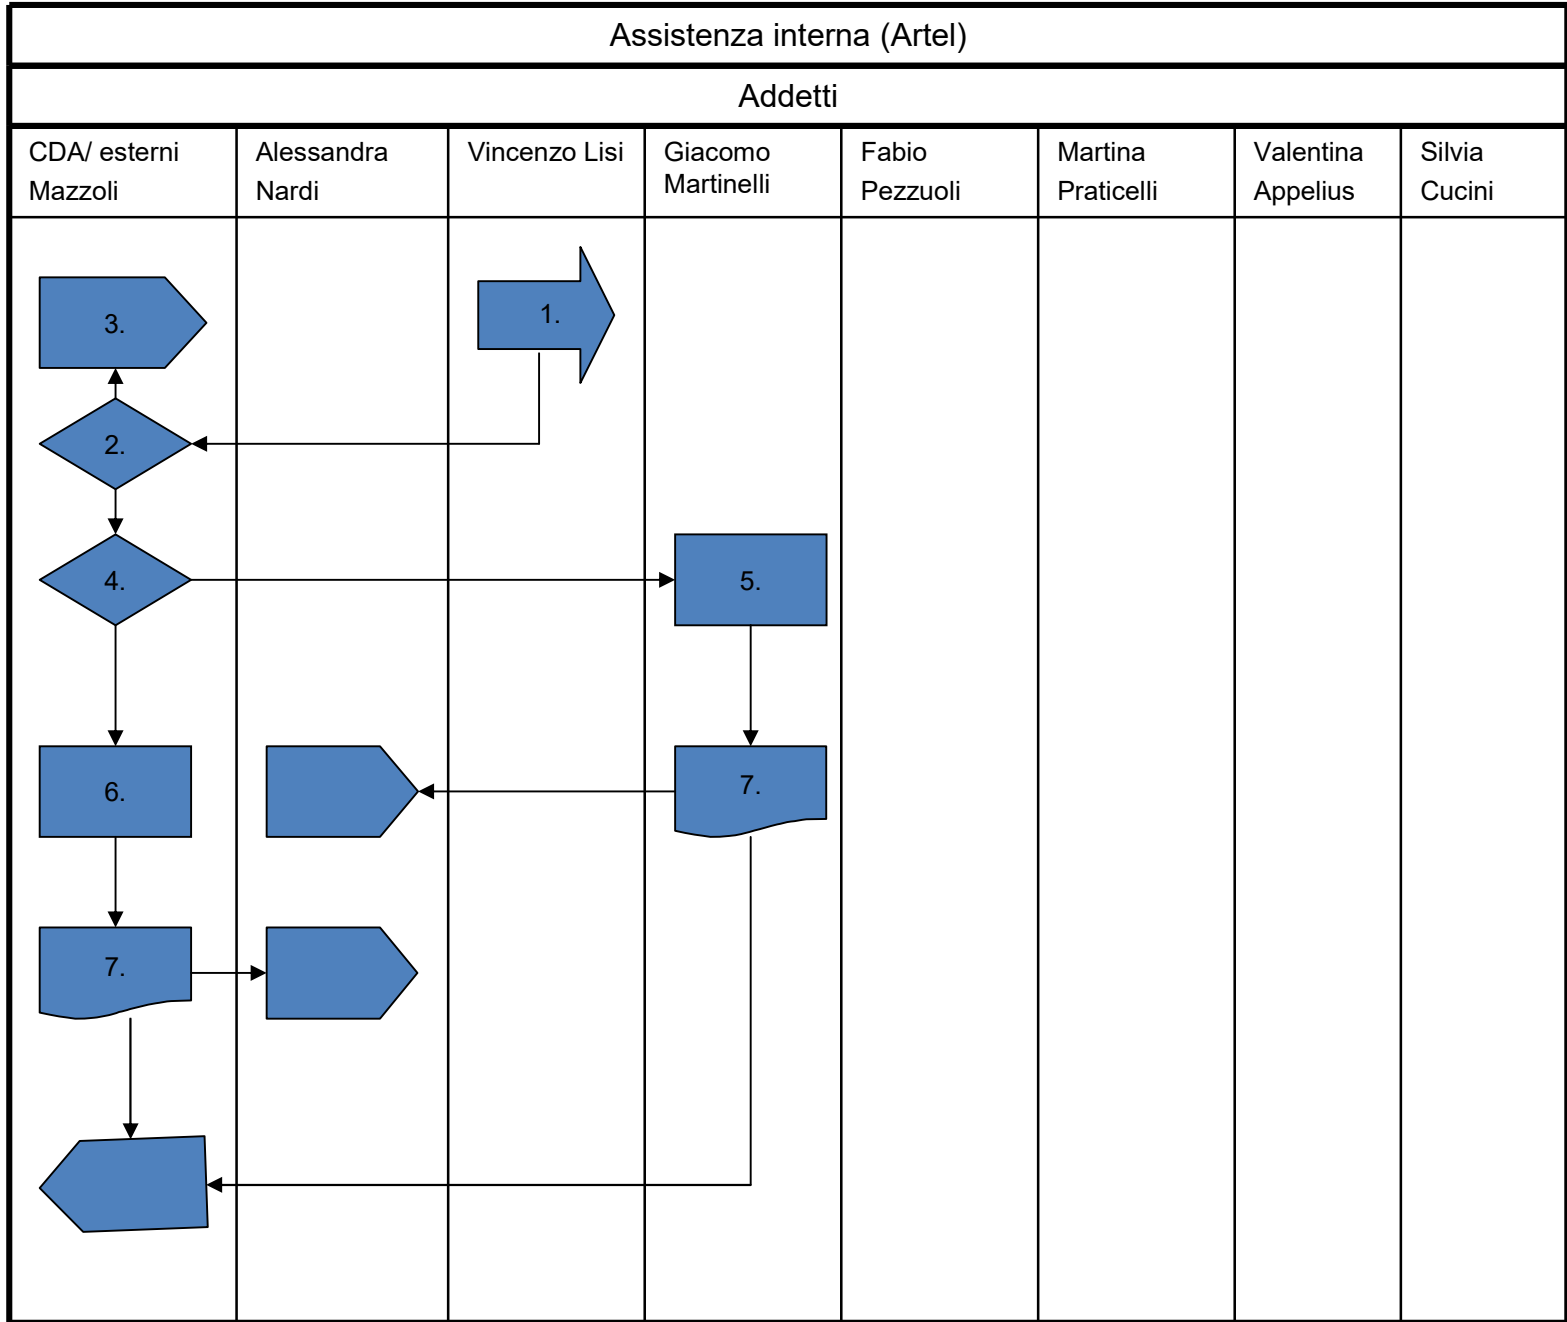 Assistenza interna (Artel)
Addetti
CDA/ esterni
Mazzoli
Alessandra
Nardi
Vincenzo Lisi
Giacomo
Martinelli
Fabio
Pezzuoli
Martina
Praticelli
Valentina
Appelius
Silvia
Cucini
3.
1.
2.
4.
5.
6.
7.
7.